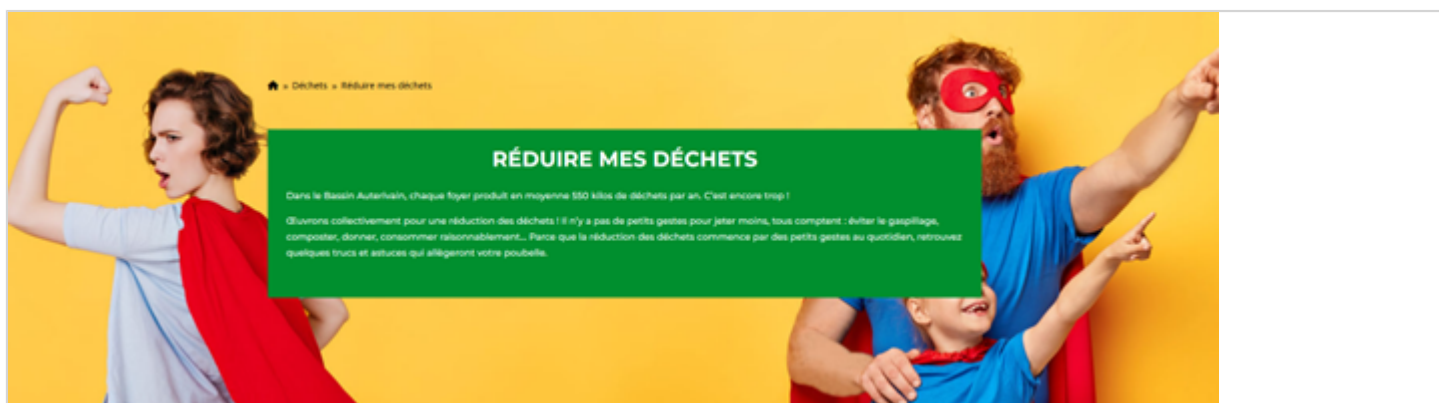 » Déchets » Réduire mes déchets
RÉDUIRE MES DÉCHETS
Dans le Bassin Auterivain, chaque foyer produit en moyenne 550 kilos de déchets par an. C'est encore trop !
Œuvrons collectivement pour une réduction des déchets ! Il n'y a pas de petits gestes pour jeter moins, tous comptent : éviter le gaspillage,
composter, donner, consommer raisonnablement... Parce que la réduction des déchets commence par des petits gestes au quotidien, retrouvez
quelques trucs et astuces qui allègeront votre poubelle.